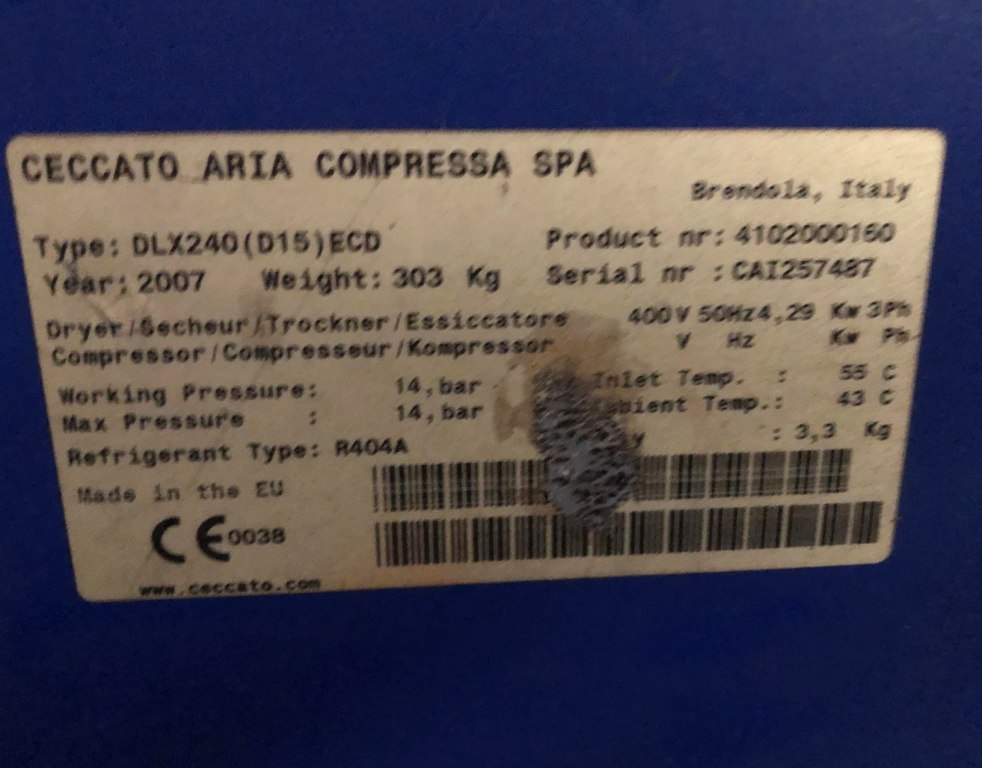 CECCATO ARIA COMPRESSA SPA
Brendola, Italy
Type: DLX240(D15)ECD Product nr: 4102000160
Year: 2007 Weight: 303 Kg Serial nr : CAI257487
Dryer/Secheur/Trockner/Essiccatore 400V 50Hz 4,29 Kw 3Ph
Compressor/Compresseur/Kompressor V Hz Kw Ph
Working Pressure: 14,bar Inlet Temp. : 55 C
Max Pressure : 14,bar Temp.: 43 C
Refrigerant Type: R404A : 3,3 Kg
Made in the EU
CE 0038
www.ceccato.com